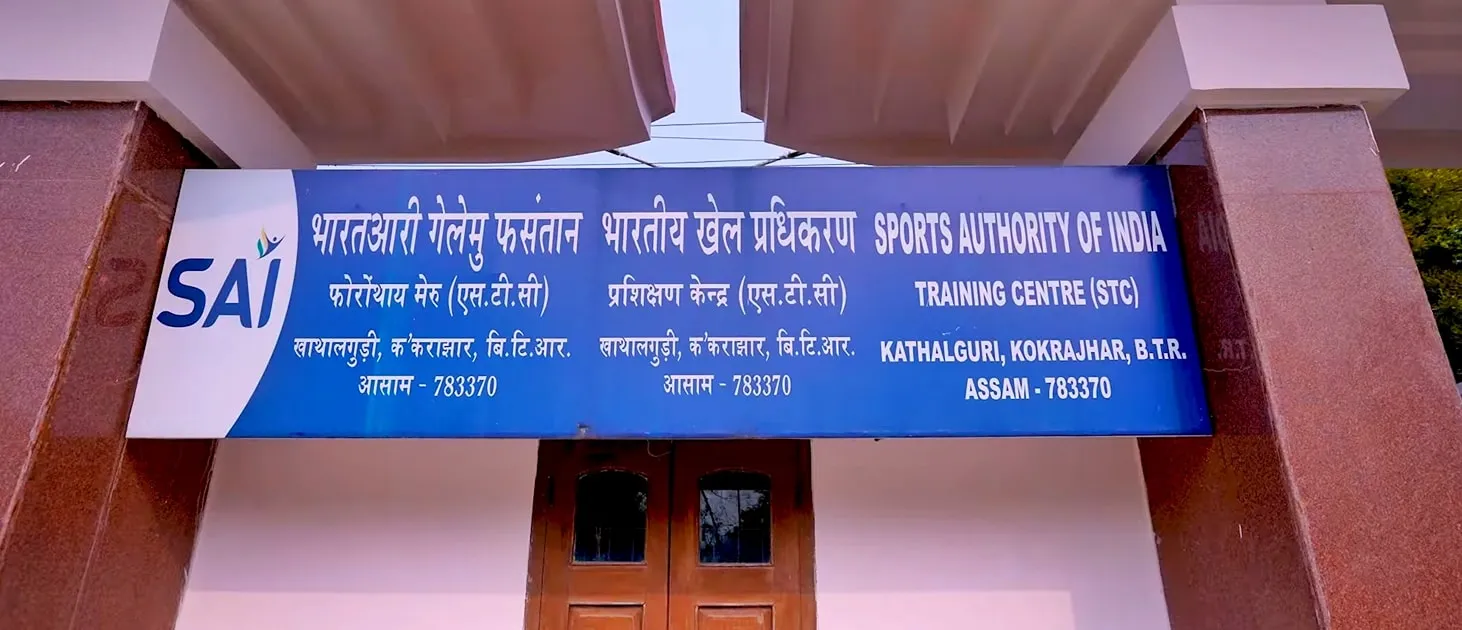 SAI
भारतआरी गेलेमु फसंतान
फोरोंथाय मेरु (एस.टी.सी)
खाथालगुड़ी, क'कराझार, बि.टि.आर.
आसाम - 783370
भारतीय खेल प्रधिकरण
प्रशिक्षण केन्द्र (एस.टी.सी)
खाथालगुड़ी, क'कराझार, बि.टि.आर.
आसाम - 783370
SPORTS AUTHORITY OF INDIA
TRAINING CENTRE (STC)
KATHALGURI, KOKRAJHAR, B.T.R.
ASSAM - 783370